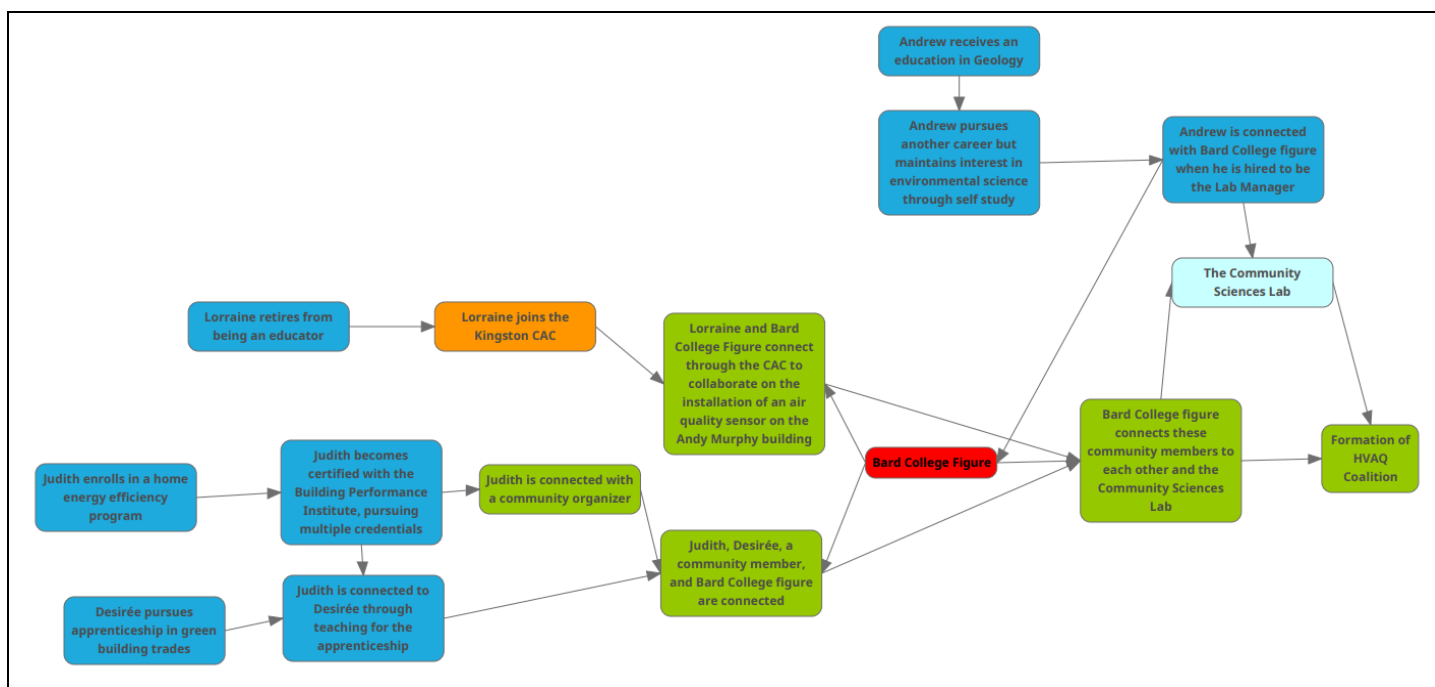 Andrew receives an
education in Geology
Andrew pursues
another career but
maintains interest in
environmental science
through self study
Andrew is connected
with Bard College figure
when he is hired to be
the Lab Manager
The Community
Sciences Lab
Lorraine retires from
being an educator
Lorraine joins the
Kingston CAC
Lorraine and Bard
College Figure connect
through the CAC to
collaborate on the
installation of an air
quality sensor on the
Andy Murphy building
Bard College Figure
Bard College figure
connects these
community members to
each other and the
Community Sciences
Lab
Formation of
HVAQ
Coalition
Judith enrolls in a home
energy efficiency
program
Judith becomes
certified with the
Building Performance
Institute, pursuing
multiple credentials
Judith is connected with
a community organizer
Judith, Desirée, a
community member,
and Bard College figure
are connected
Desirée pursues
apprenticeship in green
building trades
Judith is connected to
Desirée through
teaching for the
apprenticeship